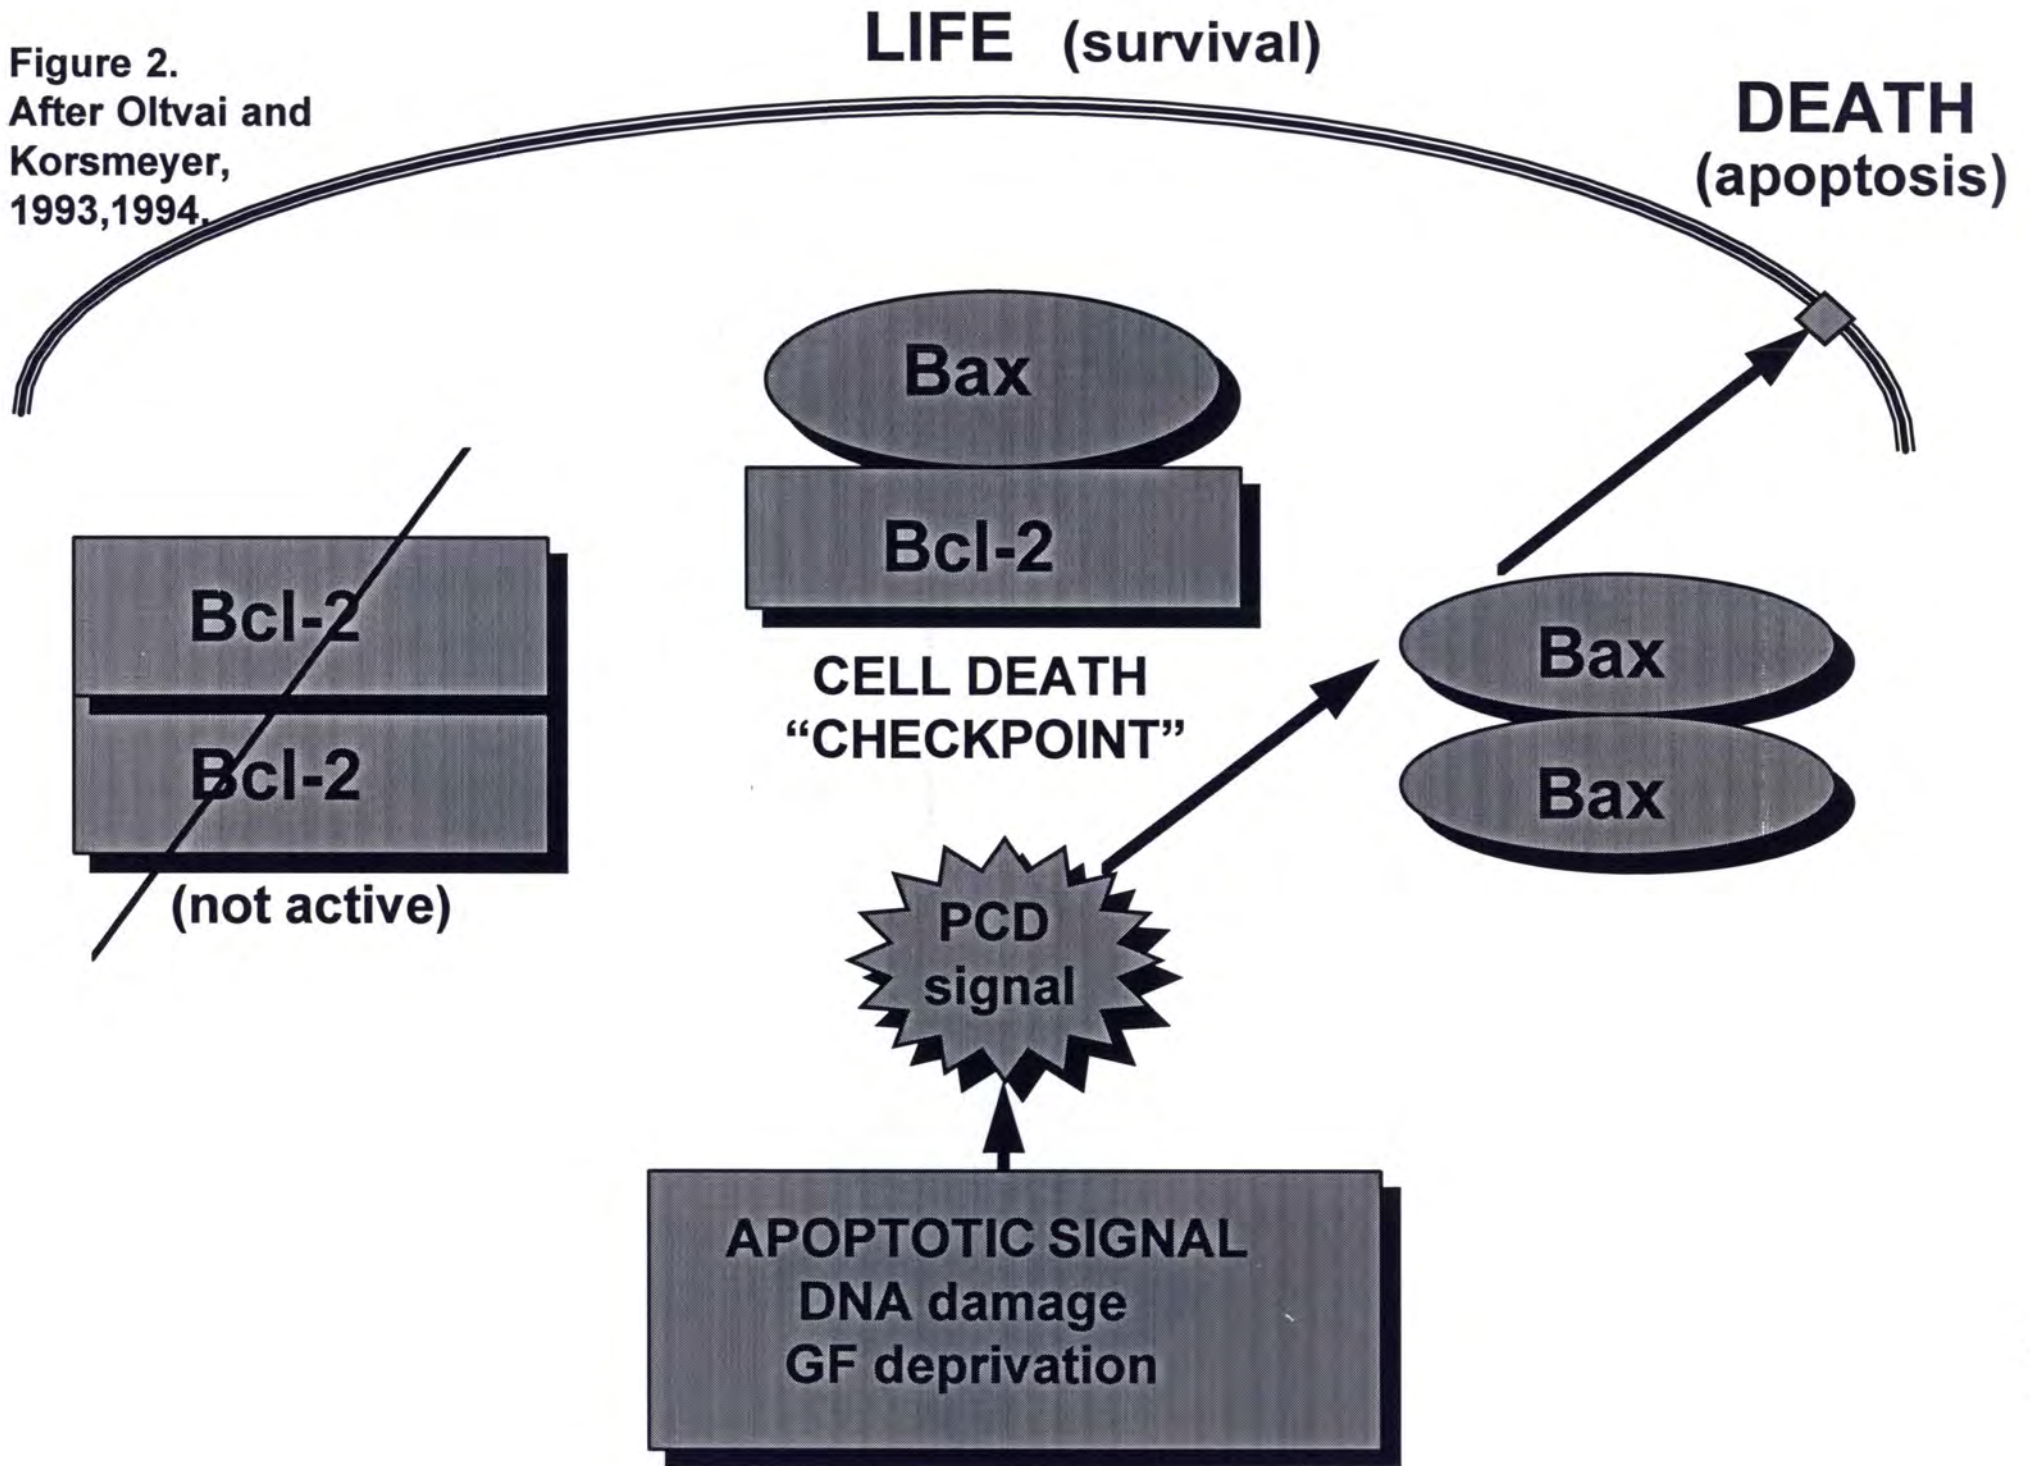 Figure 2.
After Oltvai and
Korsmeyer,
1993,1994.
LIFE (survival)
DEATH
(apoptosis)
Bax
Bcl-2
CELL DEATH
“CHECKPOINT”
Bcl-2
Bcl-2
(not active)
Bax
Bax
PCD
signal
APOPTOTIC SIGNAL
DNA damage
GF deprivation